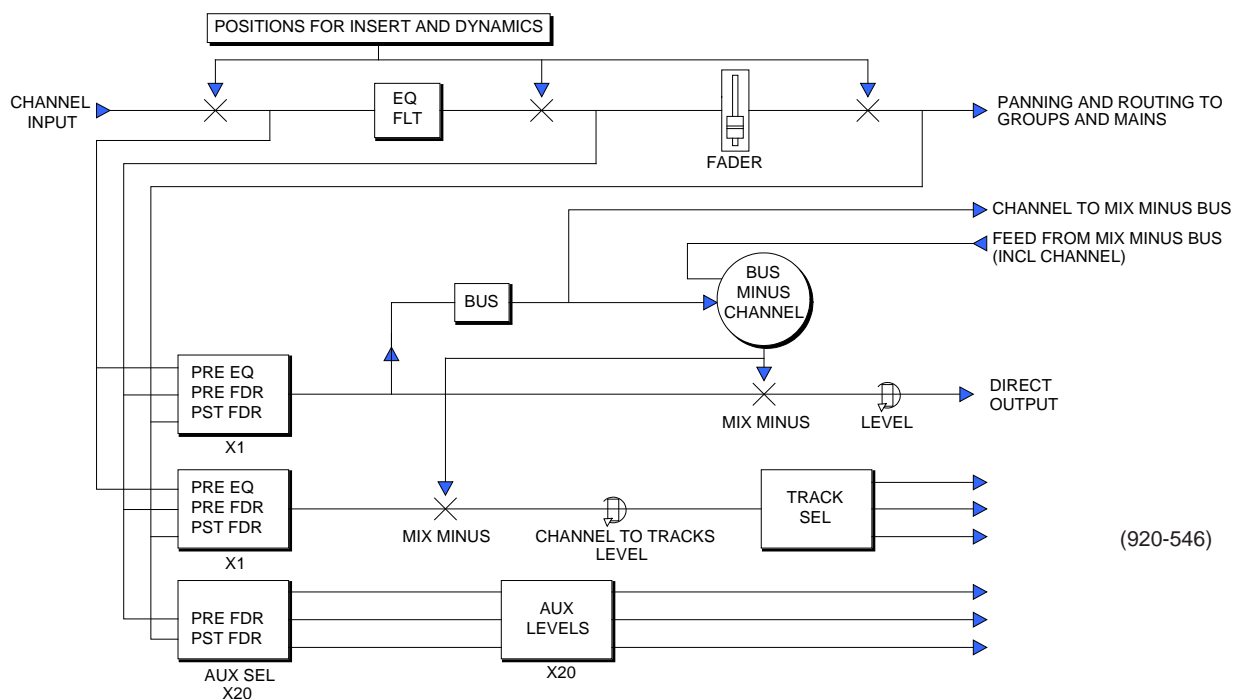 POSITIONS FOR INSERT AND DYNAMICS
CHANNEL
INPUT
EQ
FLT
FADER
PANNING AND ROUTING TO
GROUPS AND MAINS
CHANNEL TO MIX MINUS BUS
FEED FROM MIX MINUS BUS
(INCL CHANNEL)
BUS
MINUS
CHANNEL
BUS
PRE EQ
PRE FDR
PST FDR
X1
MIX MINUS
LEVEL
DIRECT
OUTPUT
PRE EQ
PRE FDR
PST FDR
X1
MIX MINUS
CHANNEL TO TRACKS
LEVEL
TRACK
SEL
(920-546)
PRE FDR
PST FDR
AUX SEL
X20
AUX
LEVELS
X20